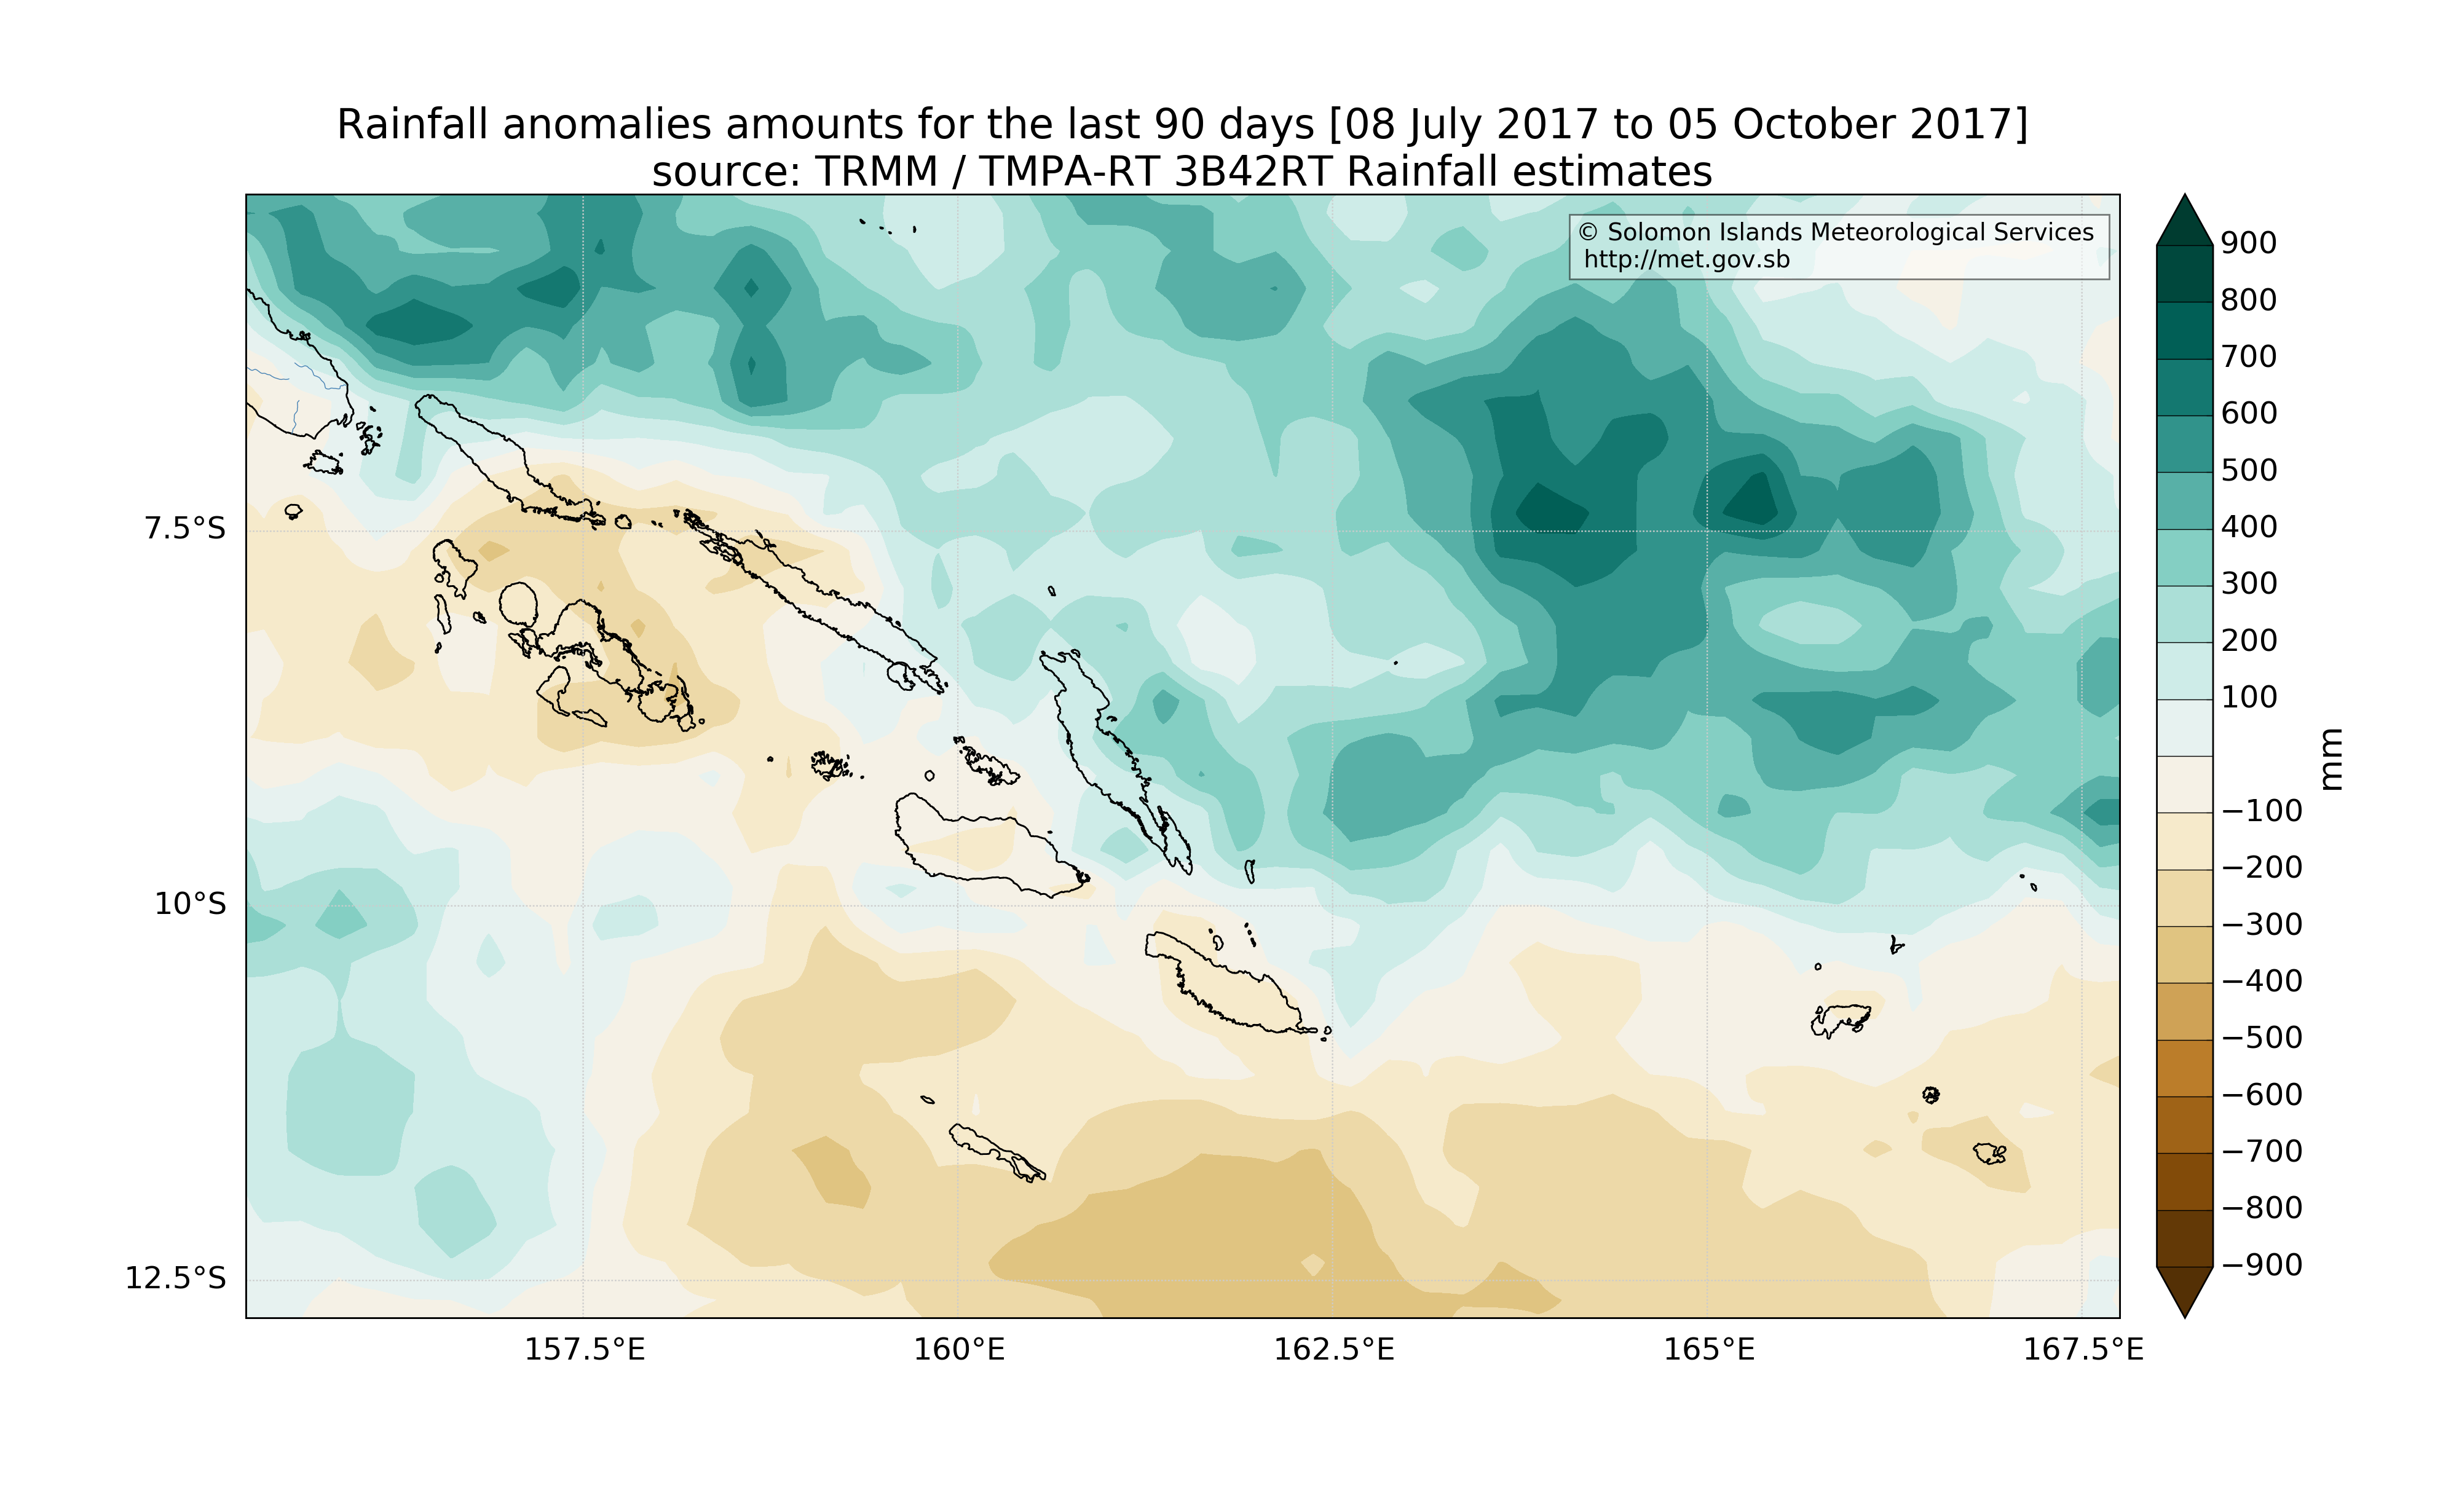 Rainfall anomalies amounts for the last 90 days [08 July 2017 to 05 October 2017]
source: TRMM / TMPA-RT 3B42RT Rainfall estimates
© Solomon Islands Meteorological Services
http://met.gov.sb
7.5°S
10°S
12.5°S
157.5°E
160°E
162.5°E
165°E
167.5°E
900
800
700
600
500
400
300
200
100
−100
−200
−300
−400
−500
−600
−700
−800
−900
mm